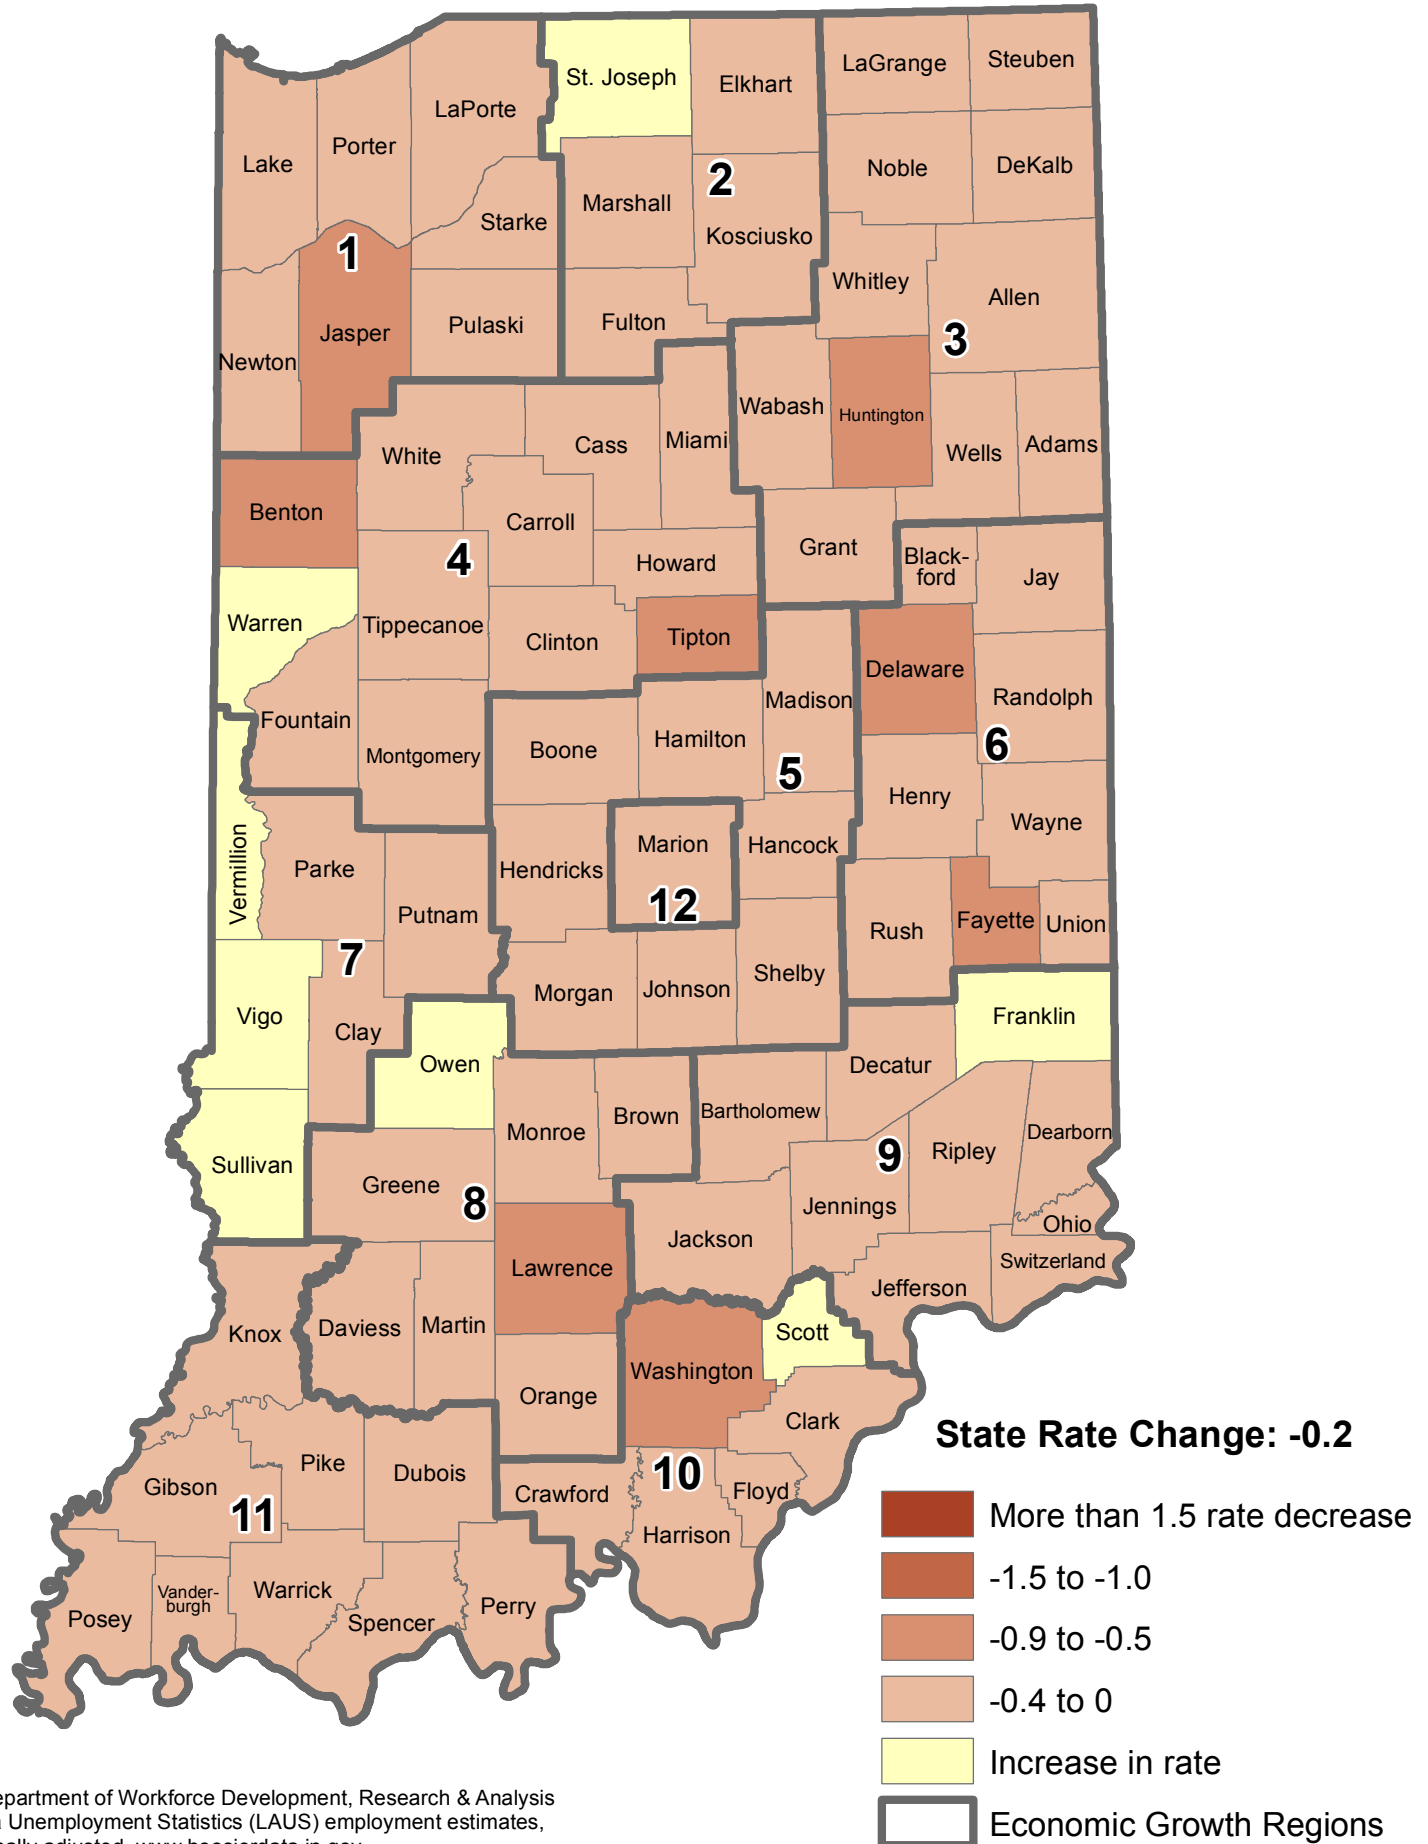 St. Joseph
Elkhart
LaGrange
Steuben
LaPorte
Porter
Lake
Noble
DeKalb
2
Marshall
Starke
Kosciusko
1
Whitley
Allen
Jasper
Pulaski
Fulton
3
Newton
Wabash
Huntington
Miami
Cass
White
Wells
Adams
Benton
Carroll
Grant
4
Howard
Black-
ford
Jay
Warren
Tippecanoe
Clinton
Tipton
Delaware
Fountain
Madison
Randolph
Boone
Hamilton
6
Montgomery
5
Henry
Wayne
Vermillion
Parke
Hendricks
Marion
Hancock
12
Putnam
Rush
Fayette
Union
7
Morgan
Johnson
Shelby
Vigo
Clay
Franklin
Owen
Decatur
Monroe
Brown
Bartholomew
Dearborn
Sullivan
Greene
8
9
Ripley
Jennings
Ohio
Jackson
Switzerland
Lawrence
Jefferson
Knox
Daviess
Martin
Scott
Washington
Orange
Clark
Pike
Dubois
Gibson
11
Crawford
10
Floyd
Harrison
Vander-
burgh
Warrick
Posey
Spencer
Perry
State Rate Change: -0.2
More than 1.5 rate decrease
-1.5 to -1.0
-0.9 to -0.5
-0.4 to 0
Increase in rate
Economic Growth Regions
epartment of Workforce Development, Research & Analysis
Unemployment Statistics (LAUS) employment estimates,